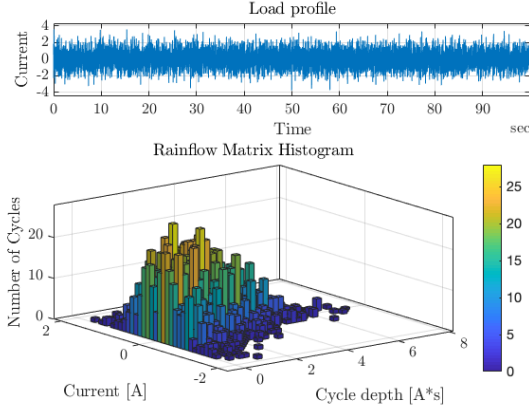 Load profile
4
2
0
-2
-4
Current
0 10 20 30 40 50 60 70 80 90
Time
sec
Rainflow Matrix Histogram
20
10
0
Number of Cycles
2
0
-2
Current [A]
0
2
4
6
8
Cycle depth [A*s]
25
20
15
10
5
0